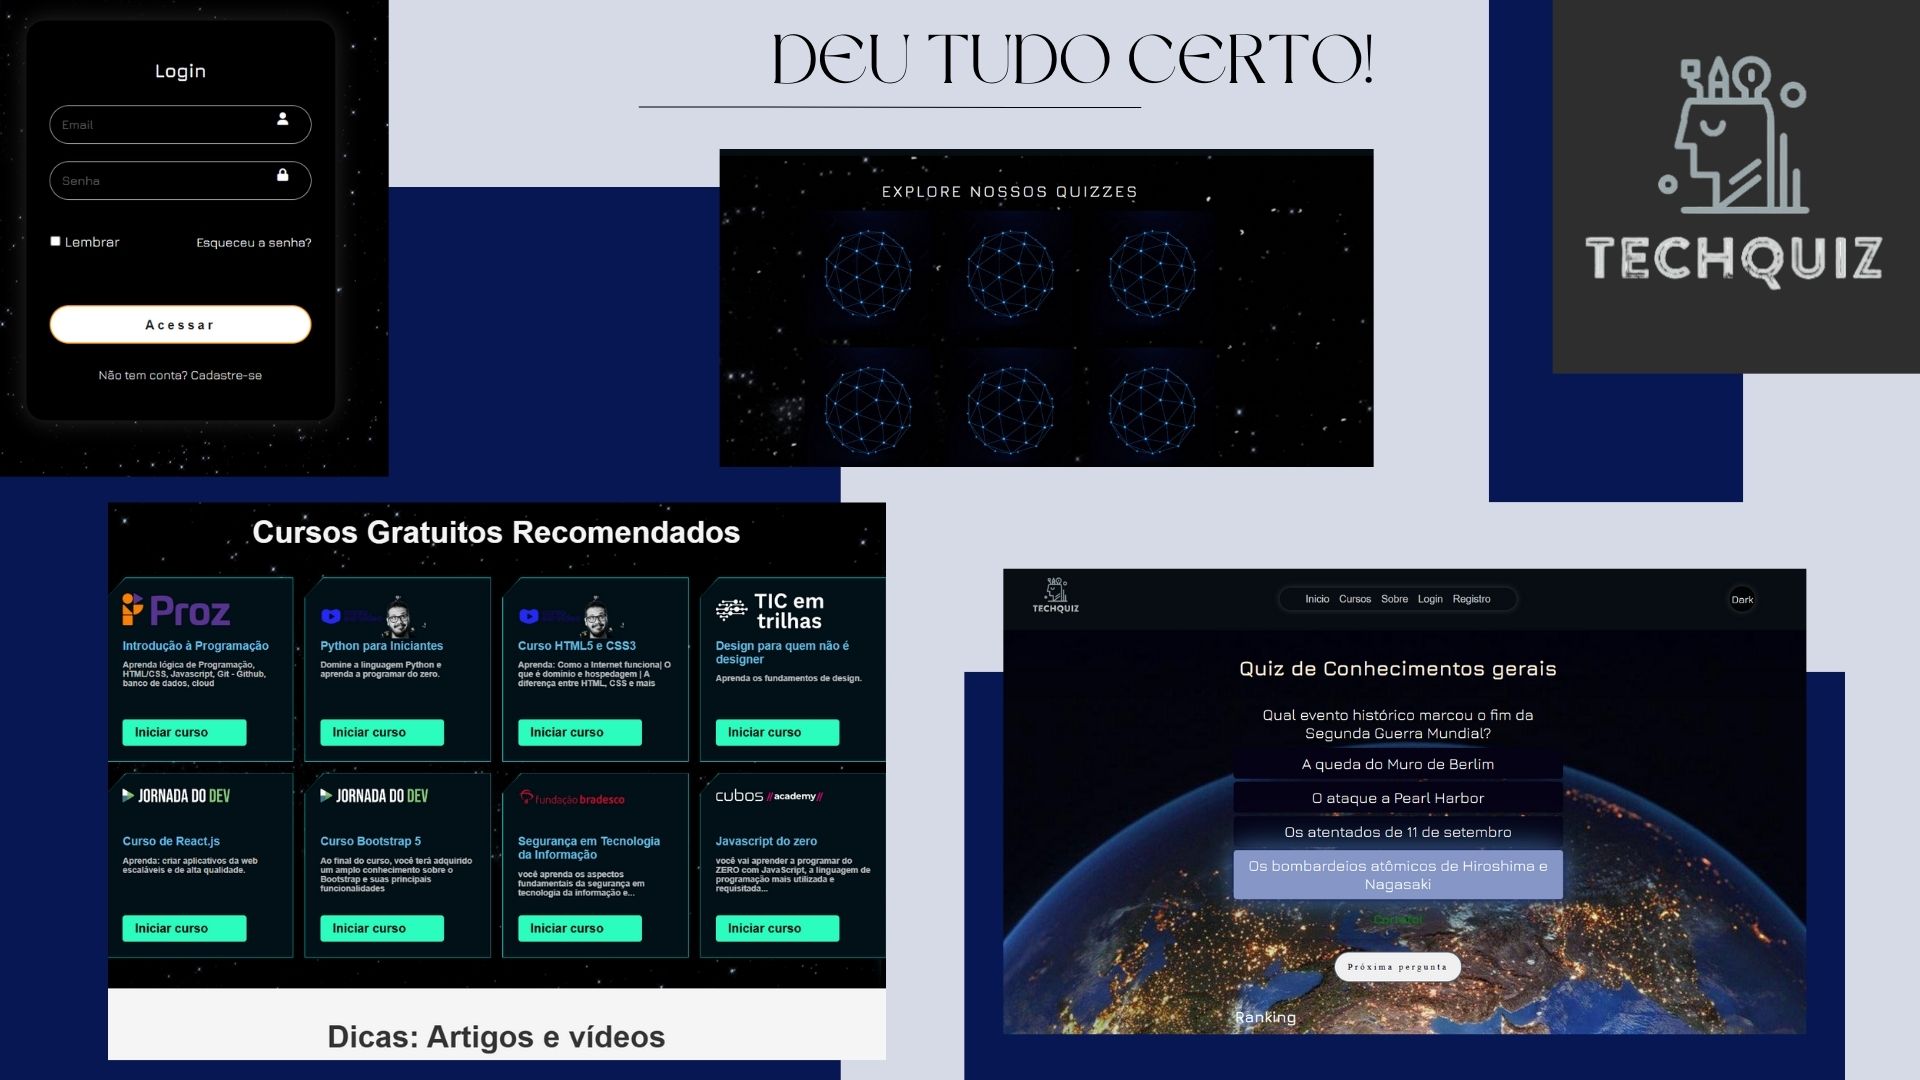 DEU TUDO CERTO!
Login
Email
Senha
Lembrar
Esqueceu a senha?
Acessar
Não tem conta? Cadastre-se
EXPLORE NOSSOS QUIZZES
TECHQUIZ
Cursos Gratuitos Recomendados
Proz
Introdução à Programação
Aprenda lógica de Programação,
HTML/CSS, Javascript, Git - Github,
banco de dados, cloud
Iniciar curso
Python para Iniciantes
Domine a linguagem Python e
aprenda a programar do zero.
Iniciar curso
Curso HTML5 e CSS3
Aprenda: Como a Internet funciona| O
que é domínio e hospedagem | A
diferença entre HTML, CSS e mais
Iniciar curso
TIC em
trilhas
Design para quem não é
designer
Aprenda os fundamentos de design.
Iniciar curso
JORNADA DO DEV
Curso de React.js
Aprenda: criar aplicativos da web
escaláveis e de alta qualidade.
Iniciar curso
JORNADA DO DEV
Curso Bootstrap 5
Ao final do curso, você terá adquirido
um amplo conhecimento sobre o
Bootstrap e suas principais
funcionalidades
Iniciar curso
fundação bradesco
Segurança em Tecnologia
da Informação
você aprenda os aspectos
fundamentais da segurança em
tecnologia da informação e...
Iniciar curso
cubos //academy//
Javascript do zero
você vai aprender a programar do
ZERO com JavaScript, a linguagem de
programação mais utilizada e
requisitada...
Iniciar curso
Dicas: Artigos e vídeos
TECHQUIZ
Inicio Cursos Sobre Login Registro
Dark
Quiz de Conhecimentos gerais
Qual evento histórico marcou o fim da
Segunda Guerra Mundial?
A queda do Muro de Berlim
O ataque a Pearl Harbor
Os atentados de 11 de setembro
Os bombardeios atômicos de Hiroshima e
Nagasaki
Próxima pergunta
Ranking